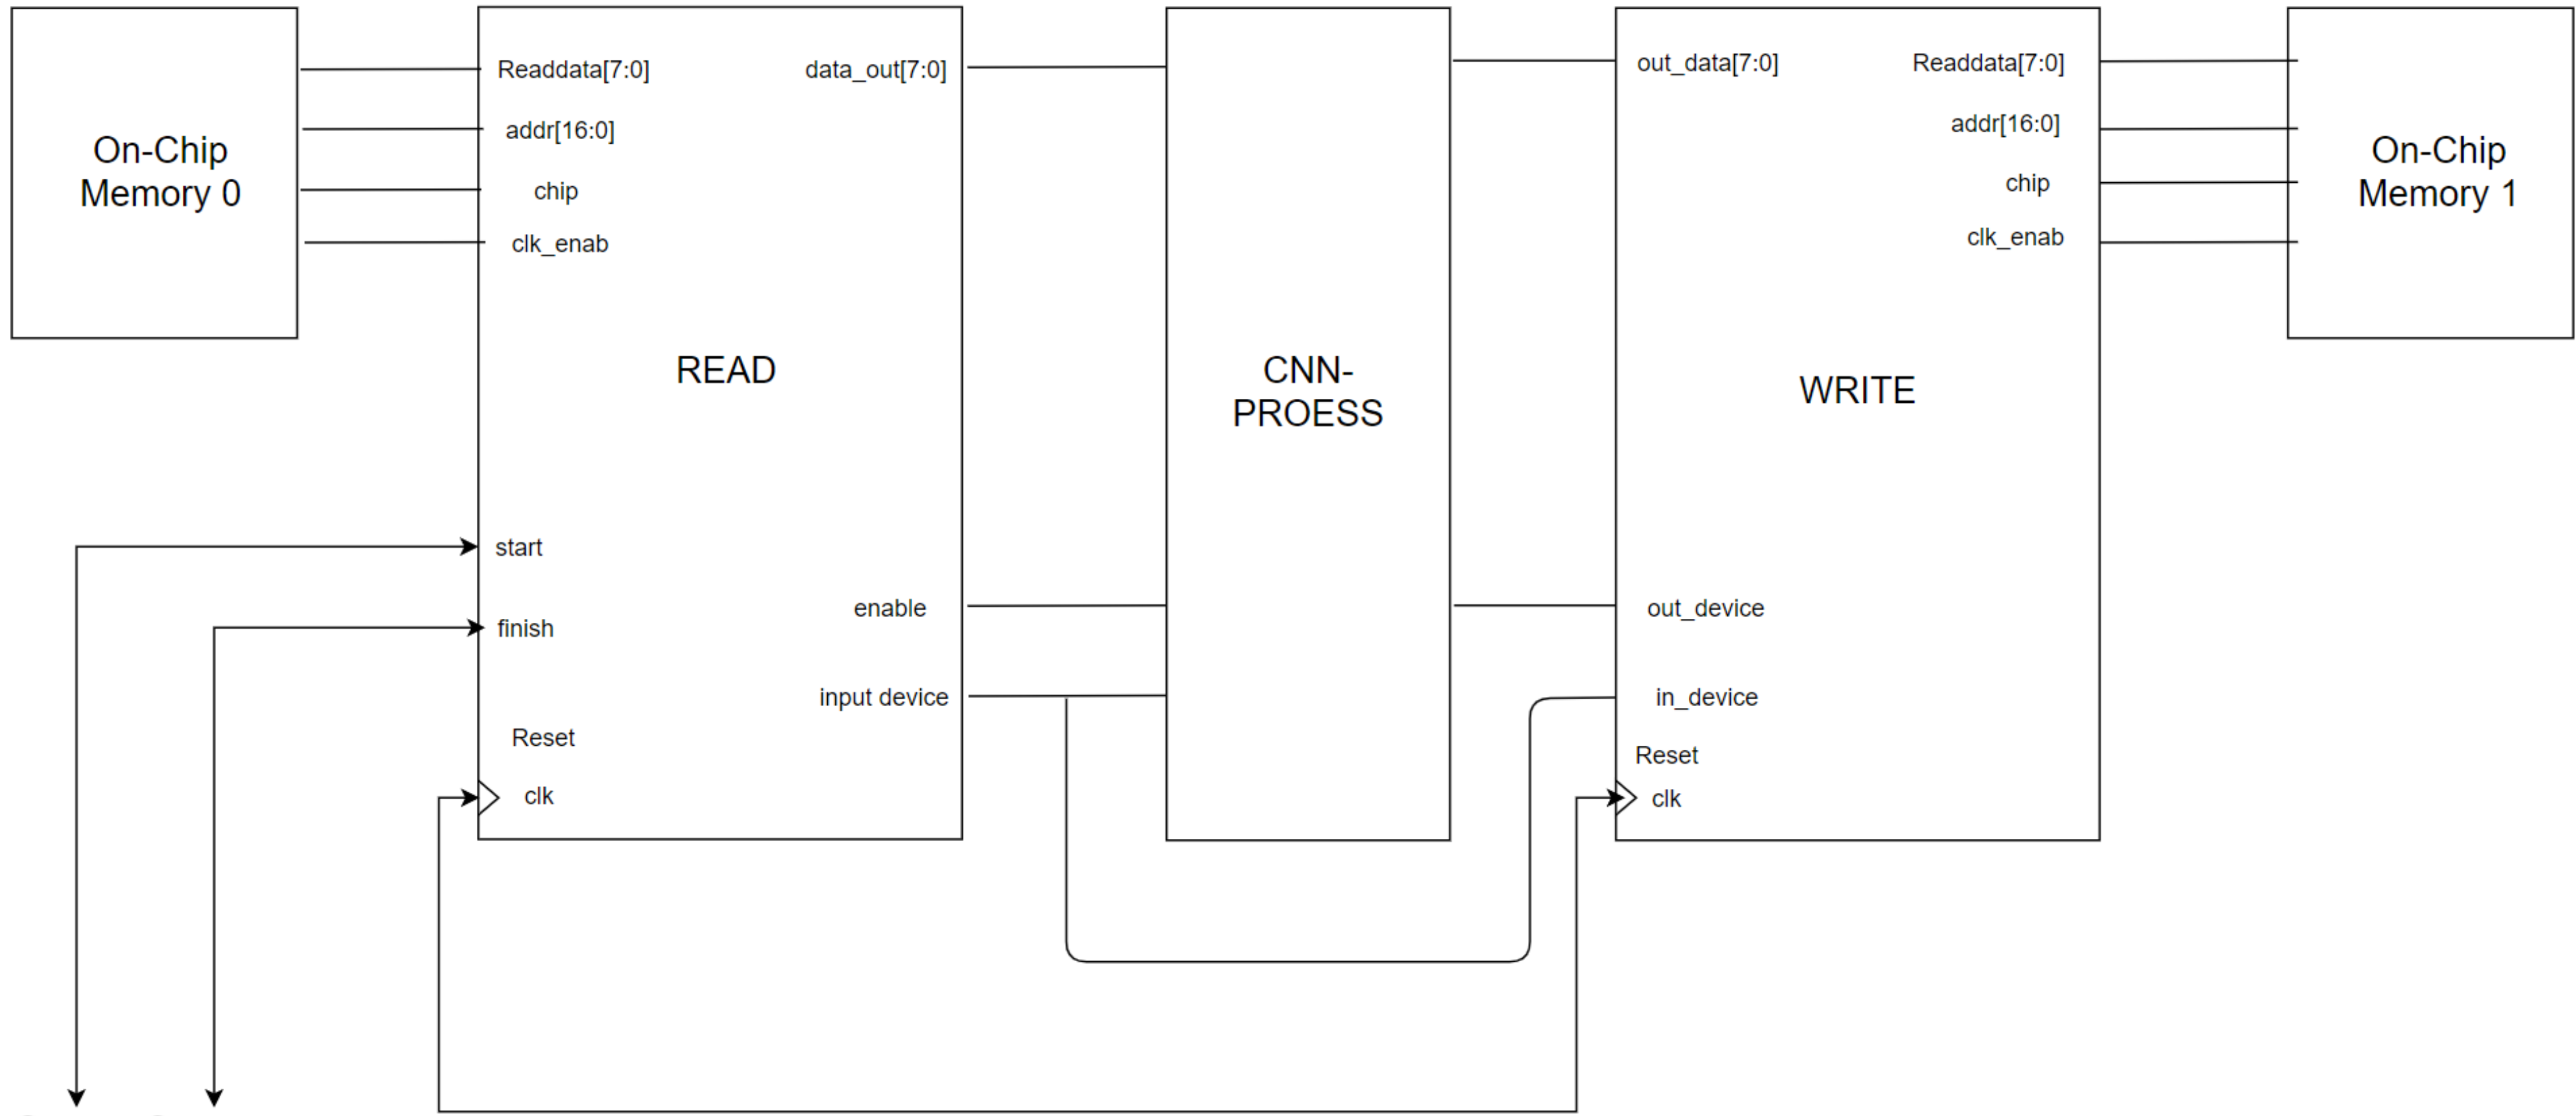 On-Chip
Memory 0
Readdata[7:0]
addr[16:0]
chip
clk_enab
data_out[7:0]
READ
start
finish
enable
input device
Reset
clk
CNN-
PROESS
out_data[7:0]
Readdata[7:0]
addr[16:0]
chip
clk_enab
WRITE
out_device
in_device
Reset
clk
On-Chip
Memory 1